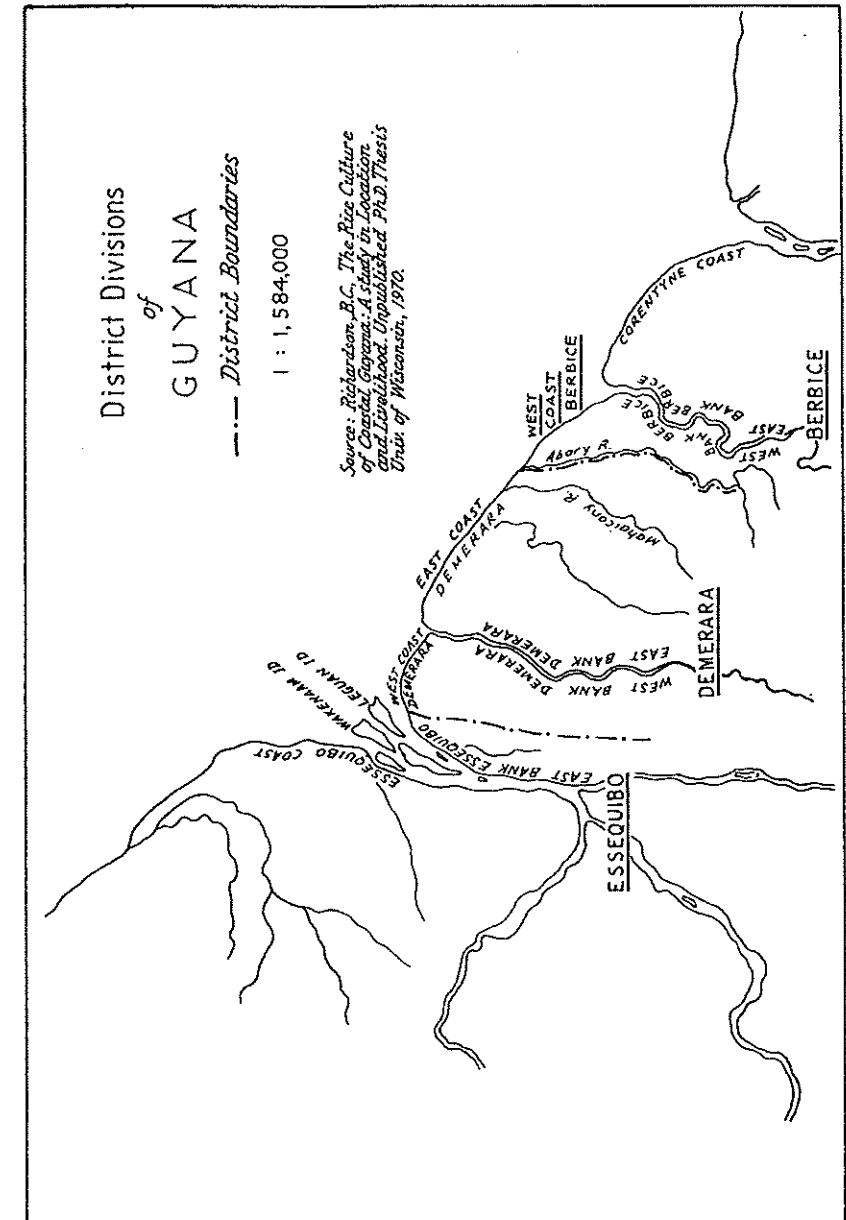 District Divisions
of
GUYANA
District Boundaries
1 : 1,584,000
Source: Richardson, B.C., The Rice Culture
of Coastal Guyana: A study in Location
and Livelihood. Unpublished Ph.D. Thesis
Univ. of Wisconsin, 1970.
CORENTYNE COAST
WEST
COAST
BERBICE
EAST BANK BERBICE
WEST BANK BERBICE
BERBICE
Abary R.
Mahaicony R.
EAST COAST
DEMERARA
WEST COAST
DEMERARA
EAST BANK DEMERARA
WEST BANK DEMERARA
DEMERARA
LEGUAN ID
WAKENAAM ID
ESSEQUIBO COAST
EAST BANK ESSEQUIBO
ESSEQUIBO